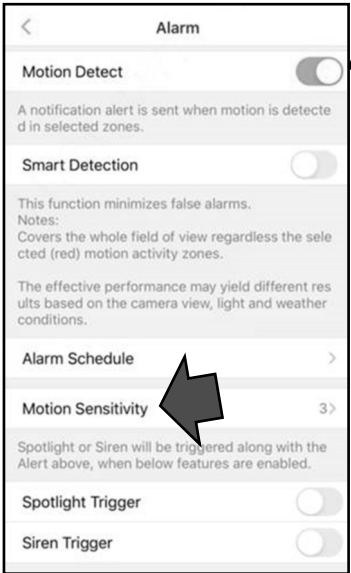 Alarm
Motion Detect
A notification alert is sent when motion is detecte
d in selected zones.
Smart Detection
This function minimizes false alarms.
Notes:
Covers the whole field of view regardless the sele
cted (red) motion activity zones.
The effective performance may yield different res
ults based on the camera view, light and weather
conditions.
Alarm Schedule
Motion Sensitivity 3
Spotlight or Siren will be triggered along with the
Alert above, when below features are enabled.
Spotlight Trigger
Siren Trigger